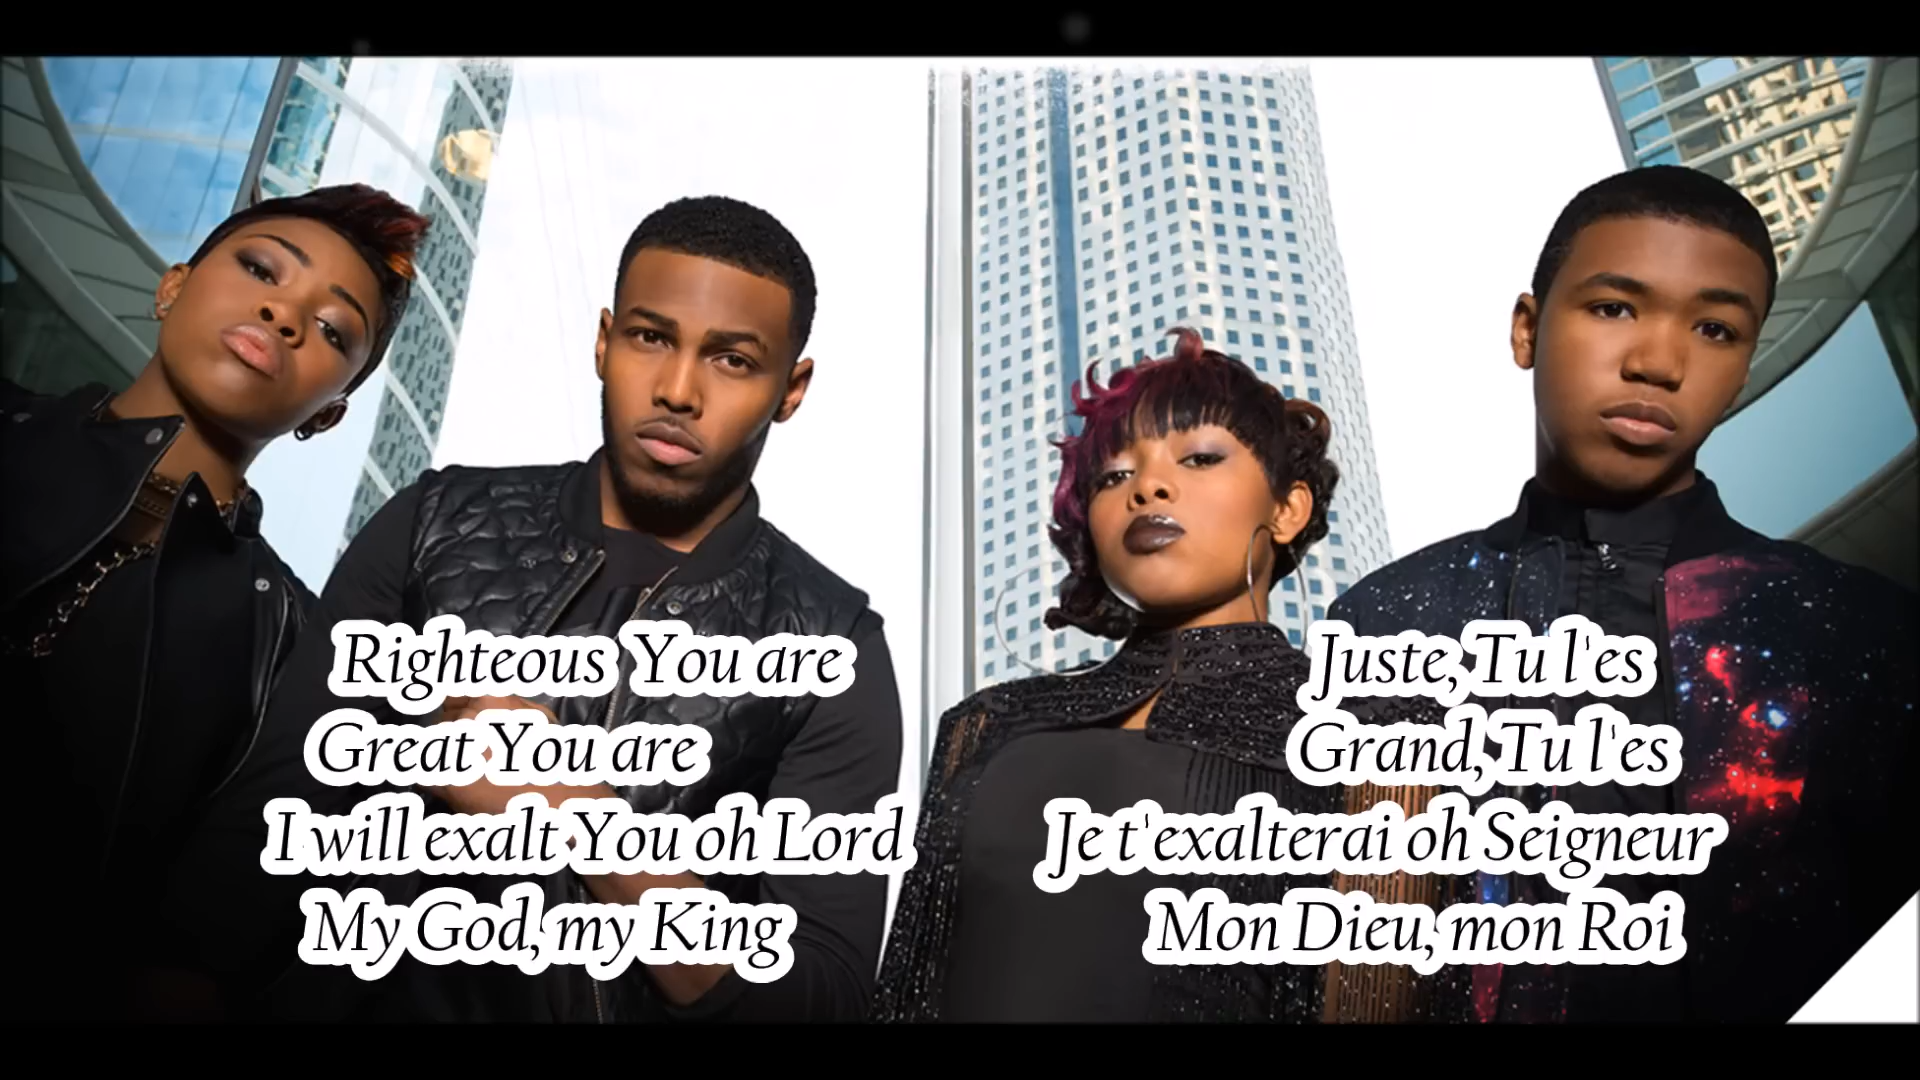 Righteous You are
Great You are
I will exalt You oh Lord
My God, my King
Juste, Tu l'es
Grand, Tu l'es
Je t'exalterai oh Seigneur
Mon Dieu, mon Roi